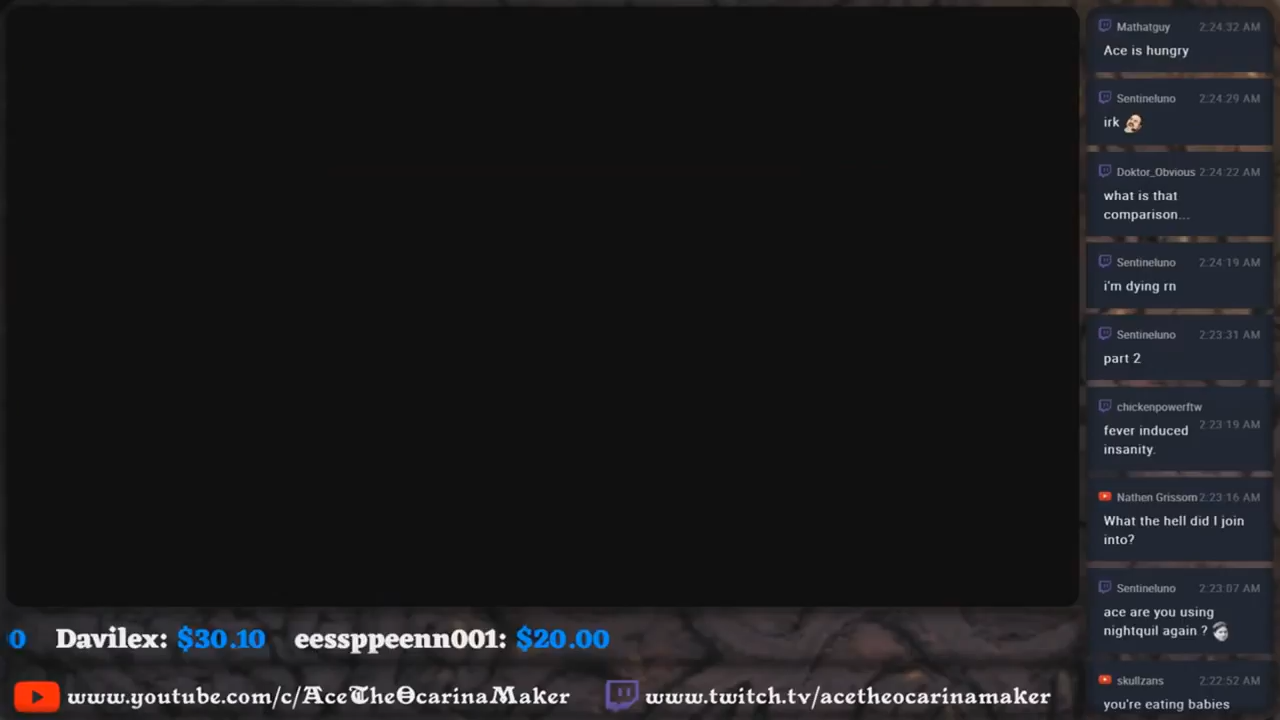 Mathatguy 2:24:32 AM
Ace is hungry
Sentineluno 2:24:29 AM
irk
Doktor_Obvious 2:24:22 AM
what is that
comparison...
Sentineluno 2:24:19 AM
i'm dying rn
Sentineluno 2:23:31 AM
part 2
chickenpowerftw
2:23:19 AM
fever induced
insanity.
Nathen Grissom 2:23:16 AM
What the hell did I join
into?
Sentineluno 2:23:07 AM
ace are you using
nightquil again ?
skullzans 2:22:52 AM
you're eating babies
0 Davilex: $30.10 eessppeenn001: $20.00
www.youtube.com/c/AceTheOcarinaMaker www.twitch.tv/acetheocarinamaker